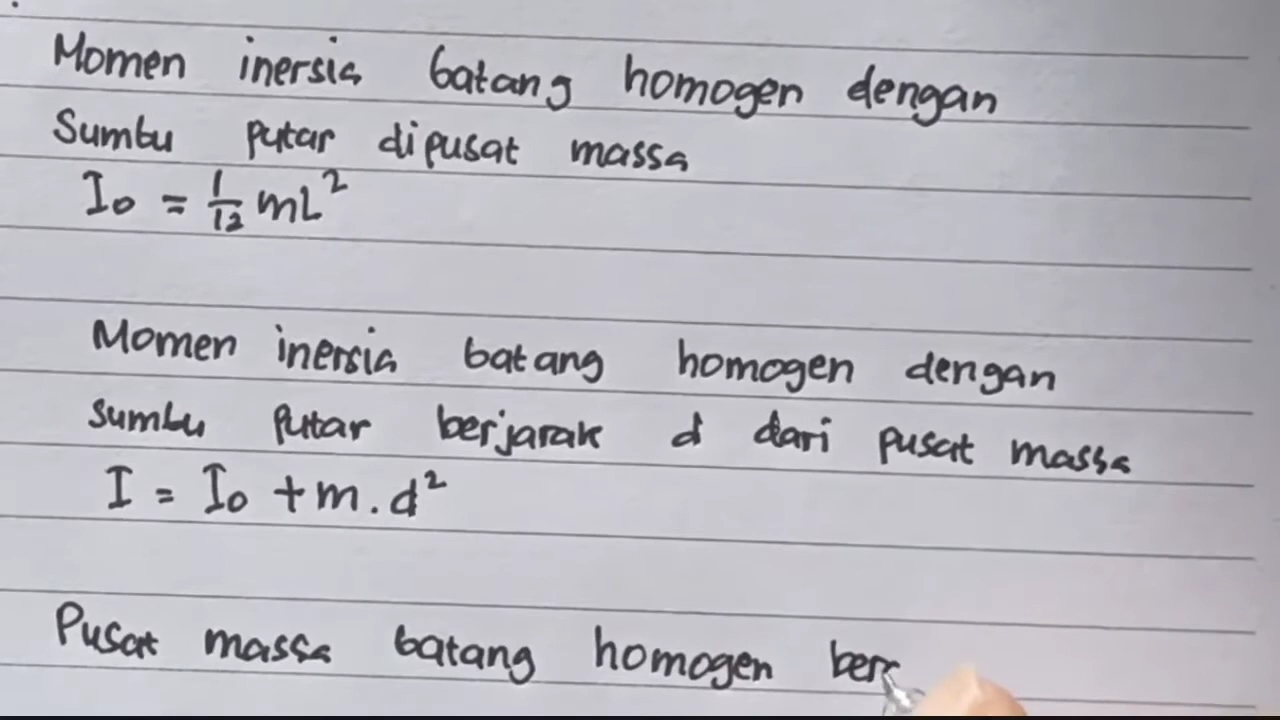 Momen inersia batang homogen dengan
Sumbu putar dipusat massa
I₀ = 1/12 mL²
Momen inersia batang homogen dengan
sumbu putar berjarak d dari pusat massa
I = I₀ + m . d²
Pusat massa batang homogen ber